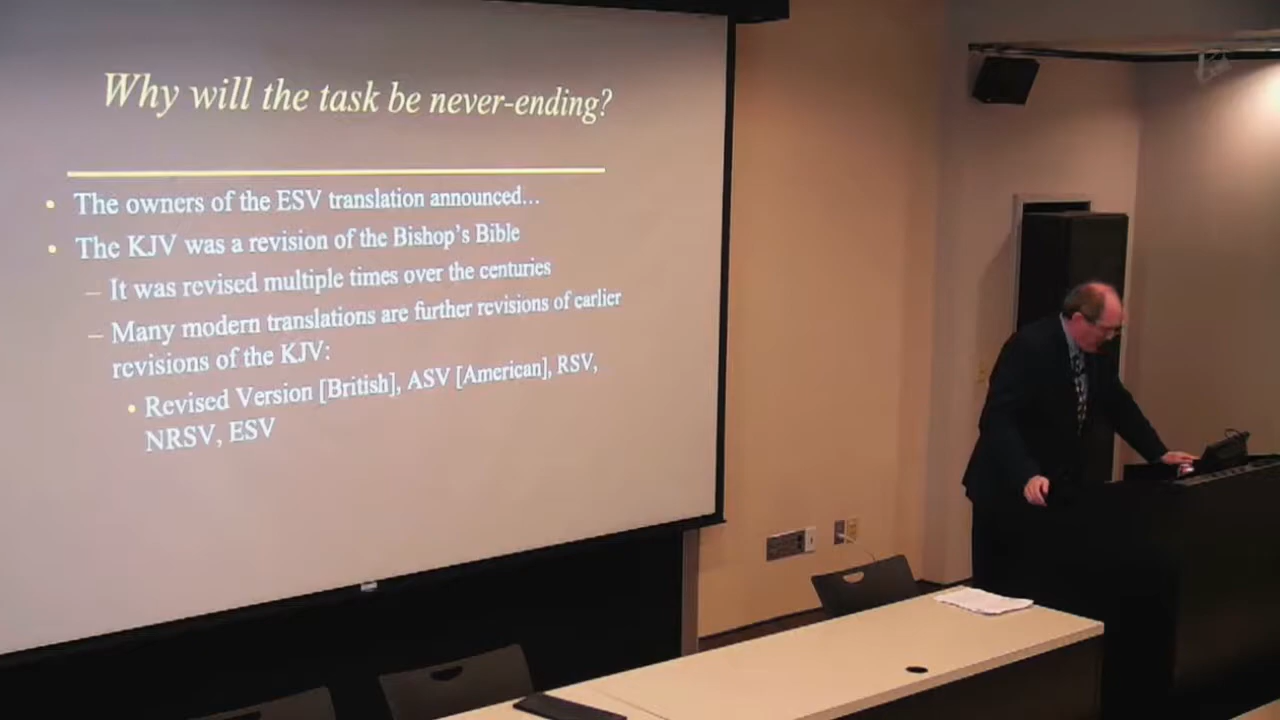 Why will the task be never-ending?
• The owners of the ESV translation announced...
• The KJV was a revision of the Bishop's Bible
– It was revised multiple times over the centuries
– Many modern translations are further revisions of earlier
revisions of the KJV:
• Revised Version [British], ASV [American], RSV,
NRSV, ESV